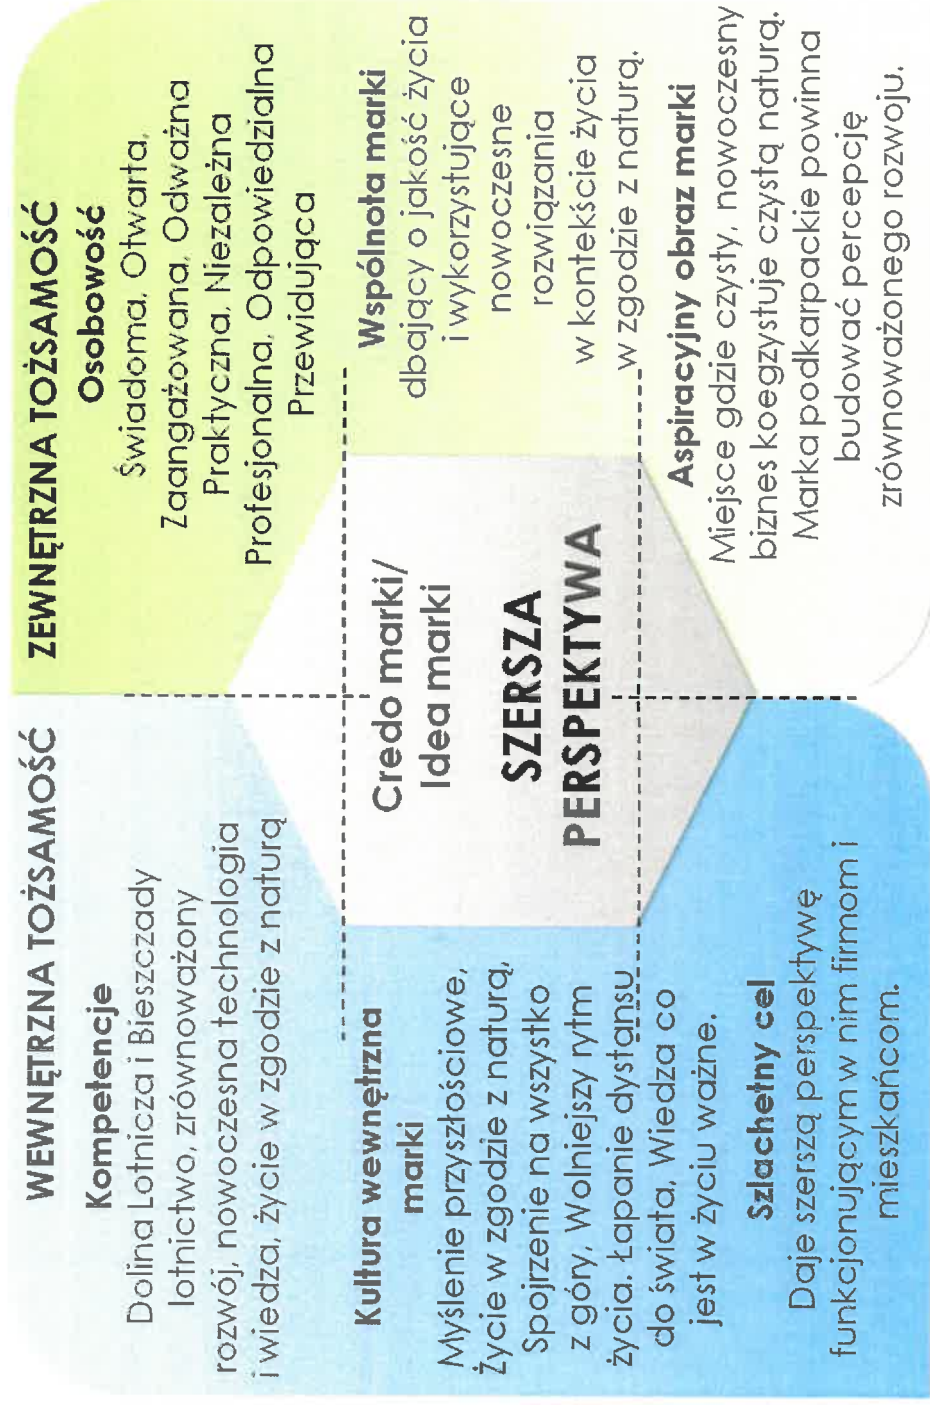 WEWNĘTRZNA TOŻSAMOŚĆ
Kompetencje
Dolina Lotnicza i Bieszczady
lotnictwo, zrównoważony
rozwój, nowoczesna technologia
i wiedza, życie w zgodzie z naturą
Kultura wewnętrzna
marki
Myślenie przyszłościowe,
Życie w zgodzie z naturą,
Spojrzenie na wszystko
z góry, Wolniejszy rytm
życia. Łapanie dystansu
do świata, Wiedza co
jest w życiu ważne.
Szlachetny cel
Daje szerszą perspektywę
funkcjonującym w nim firmom i
mieszkańcom.
Credo marki/
Idea marki
SZERSZA
PERSPEKTYWA
ZEWNĘTRZNA TOŻSAMOŚĆ
Osobowość
Świadoma, Otwarta,
Zaangażowana, Odważna
Praktyczna, Niezależna
Profesjonalna, Odpowiedzialna
Przewidująca
Wspólnota marki
dbający o jakość życia
i wykorzystujące
nowoczesne
rozwiązania
w kontekście życia
w zgodzie z naturą.
Aspiracyjny obraz marki
Miejsce gdzie czysty, nowoczesny
biznes koegzystuje czystą naturą.
Marka podkarpackie powinna
budować percepcję
zrównoważonego rozwoju.